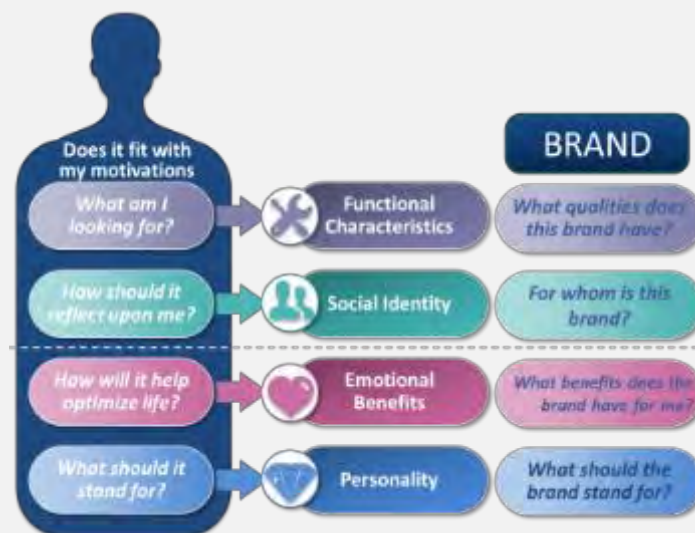 Does it fit with
my motivations
BRAND
What am I
looking for?
Functional
Characteristics
What qualities does
this brand have?
How should it
reflect upon me?
Social Identity
For whom is this
brand?
How will it help
optimize life?
Emotional
Benefits
What benefits does the
brand have for me?
What should it
stand for?
Personality
What should the
brand stand for?